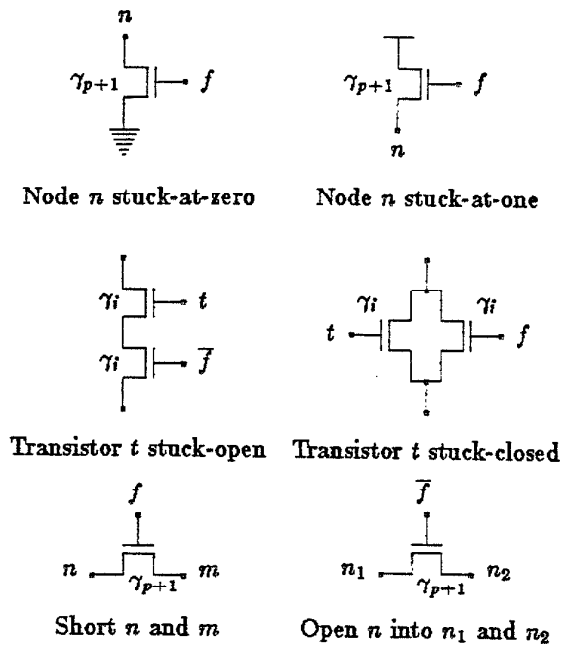 n
γp+1 f
γp+1 f
n
Node n stuck-at-zero
Node n stuck-at-one
γi t
γi f̅
γi γi
t f
Transistor t stuck-open
Transistor t stuck-closed
f
n m
γp+1
Short n and m
f̅
n1 n2
γp+1
Open n into n1 and n2